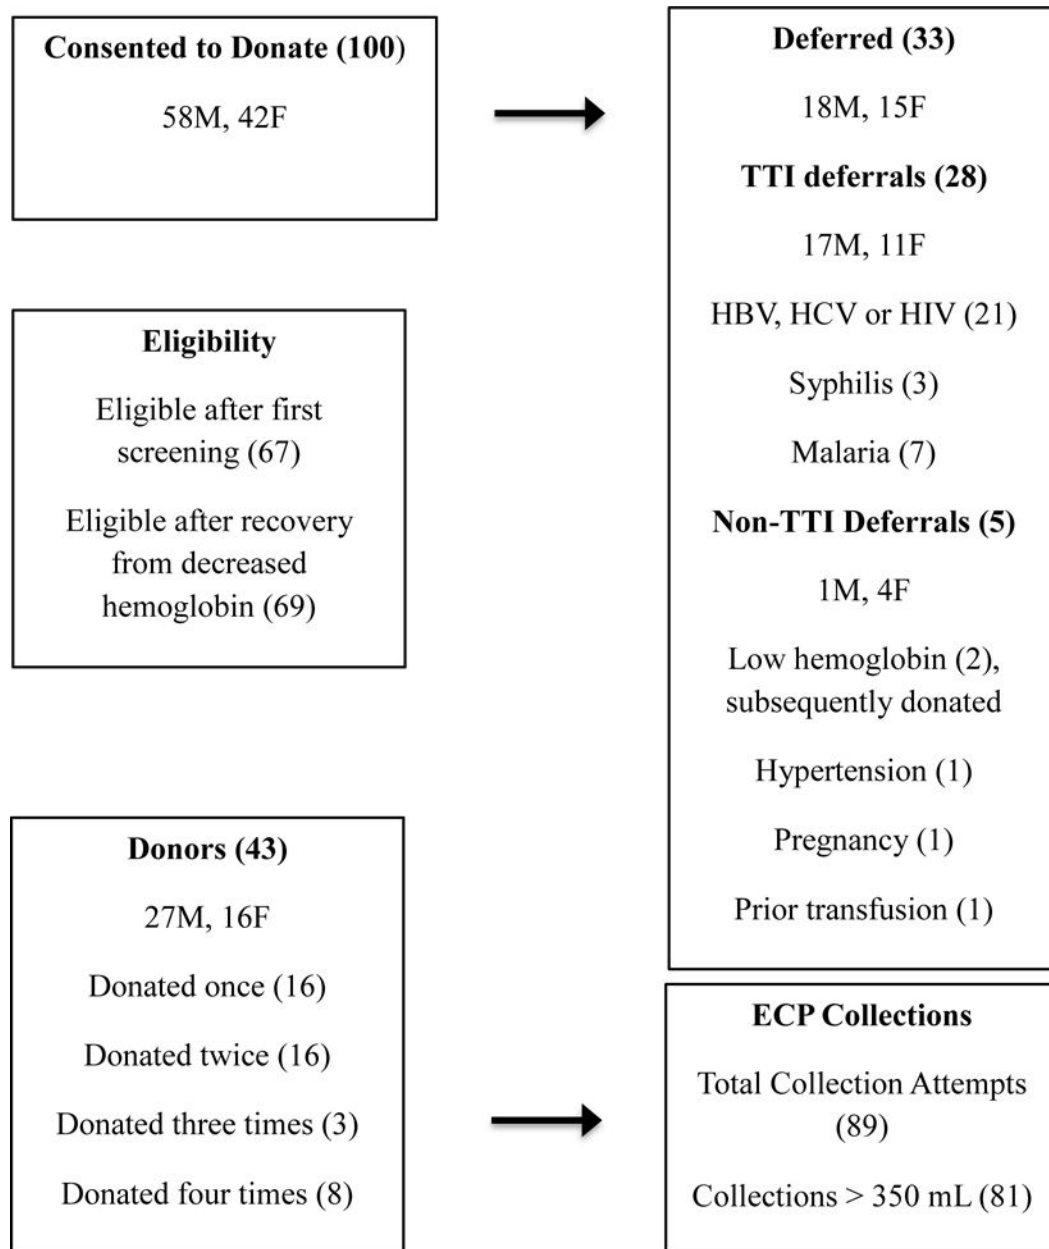 Consented to Donate (100)
58M, 42F
Deferred (33)
18M, 15F
TTI deferrals (28)
17M, 11F
HBV, HCV or HIV (21)
Syphilis (3)
Malaria (7)
Non-TTI Deferrals (5)
1M, 4F
Low hemoglobin (2),
subsequently donated
Hypertension (1)
Pregnancy (1)
Prior transfusion (1)
Eligibility
Eligible after first
screening (67)
Eligible after recovery
from decreased
hemoglobin (69)
Donors (43)
27M, 16F
Donated once (16)
Donated twice (16)
Donated three times (3)
Donated four times (8)
ECP Collections
Total Collection Attempts
(89)
Collections > 350 mL (81)